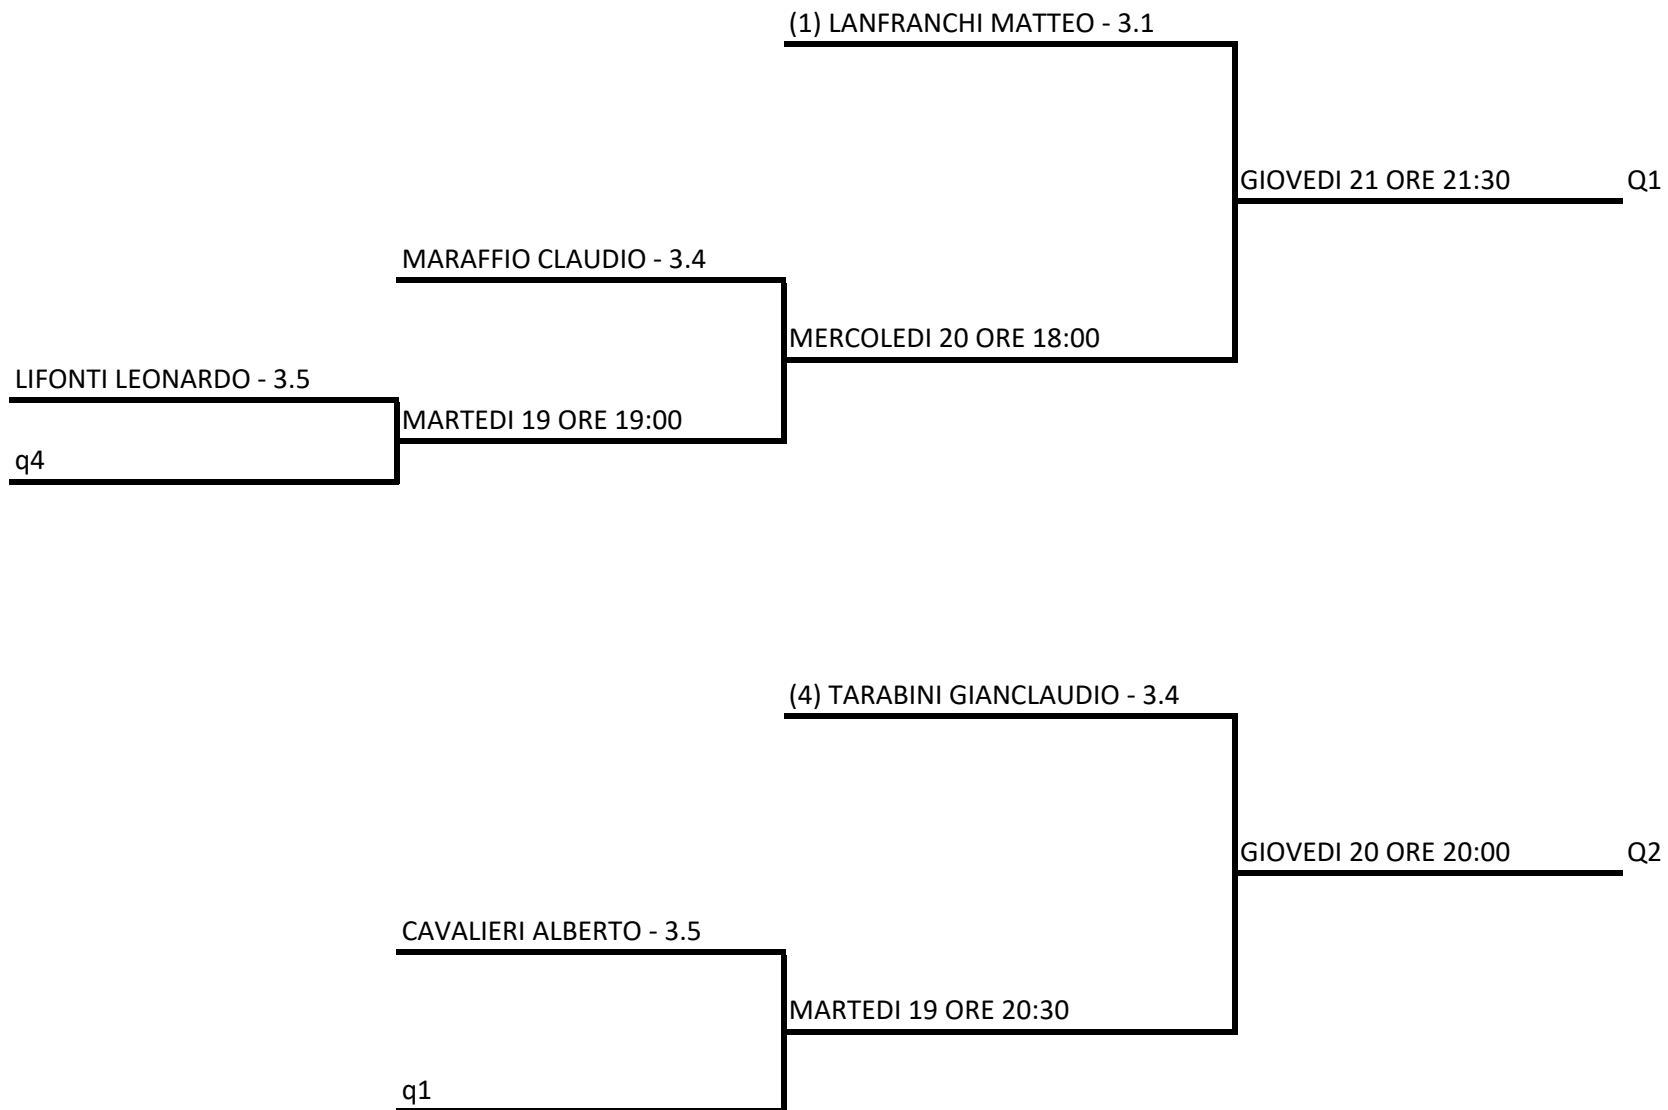 (1) LANFRANCHI MATTEO - 3.1
GIOVEDI 21 ORE 21:30 Q1
MARAFFIO CLAUDIO - 3.4
MERCOLEDI 20 ORE 18:00
LIFONTI LEONARDO - 3.5
MARTEDI 19 ORE 19:00
q4
(4) TARABINI GIANCLAUDIO - 3.4
GIOVEDI 20 ORE 20:00 Q2
CAVALIERI ALBERTO - 3.5
MARTEDI 19 ORE 20:30
q1